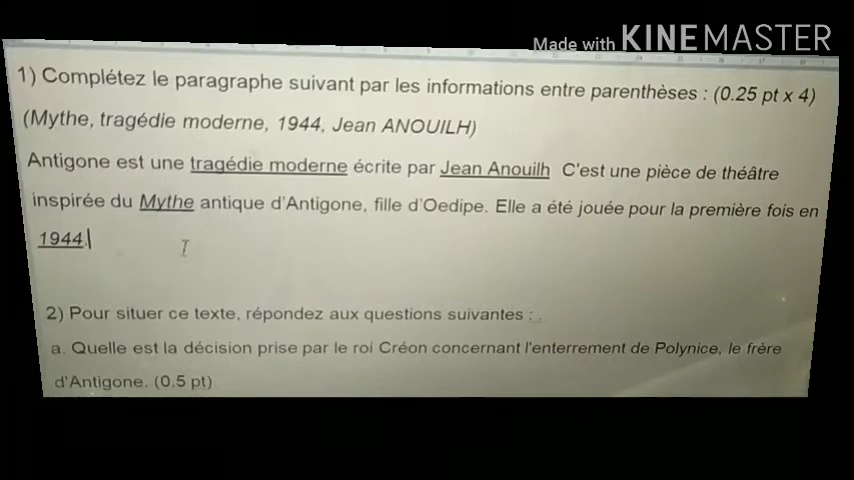 Made with KINEMASTER
1) Complétez le paragraphe suivant par les informations entre parenthèses : (0.25 pt x 4)
(Mythe, tragédie moderne, 1944, Jean ANOUILH)
Antigone est une tragédie moderne écrite par Jean Anouilh C'est une pièce de théâtre
inspirée du Mythe antique d'Antigone, fille d'Oedipe. Elle a été jouée pour la première fois en
1944.
2) Pour situer ce texte, répondez aux questions suivantes : .
a. Quelle est la décision prise par le roi Créon concernant l'enterrement de Polynice, le frère
d'Antigone. (0.5 pt)